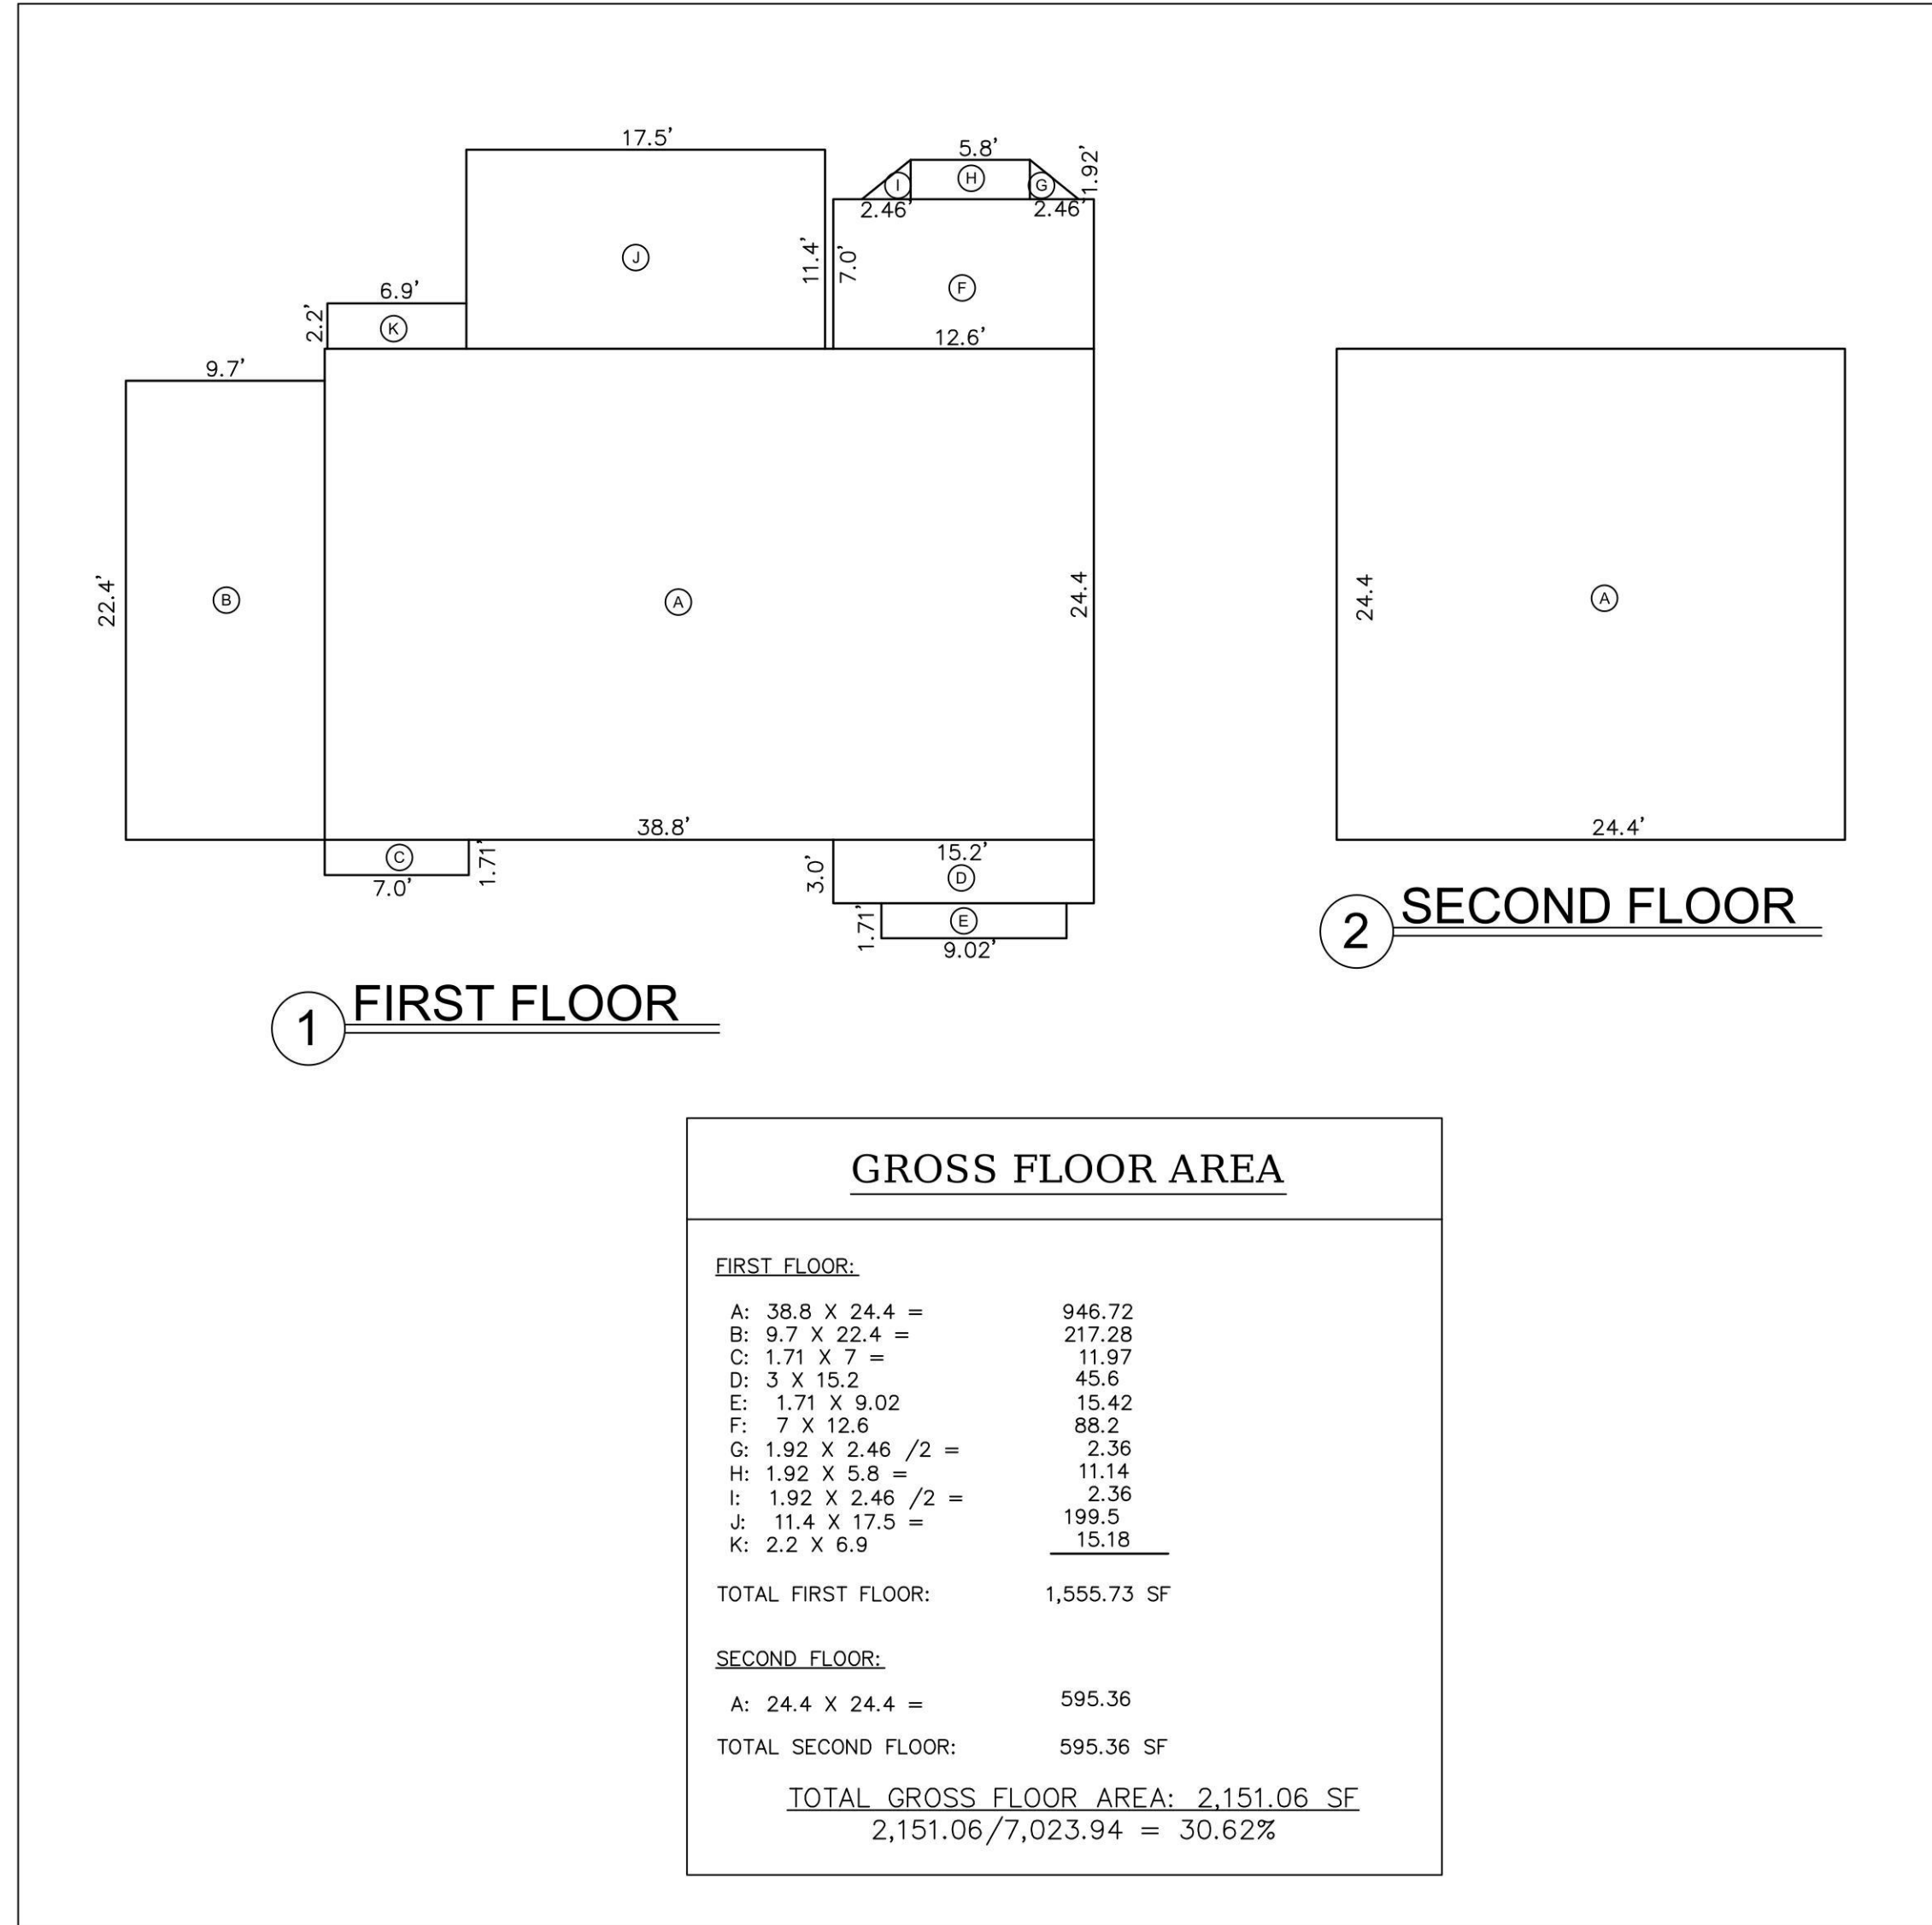 17.5'
5.8'
1.92'
I
H
G
2.46'
2.46'
11.4'
7.0'
J
F
6.9'
2.2'
K
12.6'
9.7'
22.4'
B
A
24.4
24.4
A
38.8'
24.4'
C
1.71'
7.0'
15.2'
3.0'
D
1.71'
E
9.02'
2 SECOND FLOOR
1 FIRST FLOOR
GROSS FLOOR AREA
FIRST FLOOR:
A: 38.8 X 24.4 = 946.72
B: 9.7 X 22.4 = 217.28
C: 1.71 X 7 = 11.97
D: 3 X 15.2 45.6
E: 1.71 X 9.02 15.42
F: 7 X 12.6 88.2
G: 1.92 X 2.46 /2 = 2.36
H: 1.92 X 5.8 = 11.14
I: 1.92 X 2.46 /2 = 2.36
J: 11.4 X 17.5 = 199.5
K: 2.2 X 6.9 15.18
TOTAL FIRST FLOOR: 1,555.73 SF
SECOND FLOOR:
A: 24.4 X 24.4 = 595.36
TOTAL SECOND FLOOR: 595.36 SF
TOTAL GROSS FLOOR AREA: 2,151.06 SF
2,151.06/7,023.94 = 30.62%